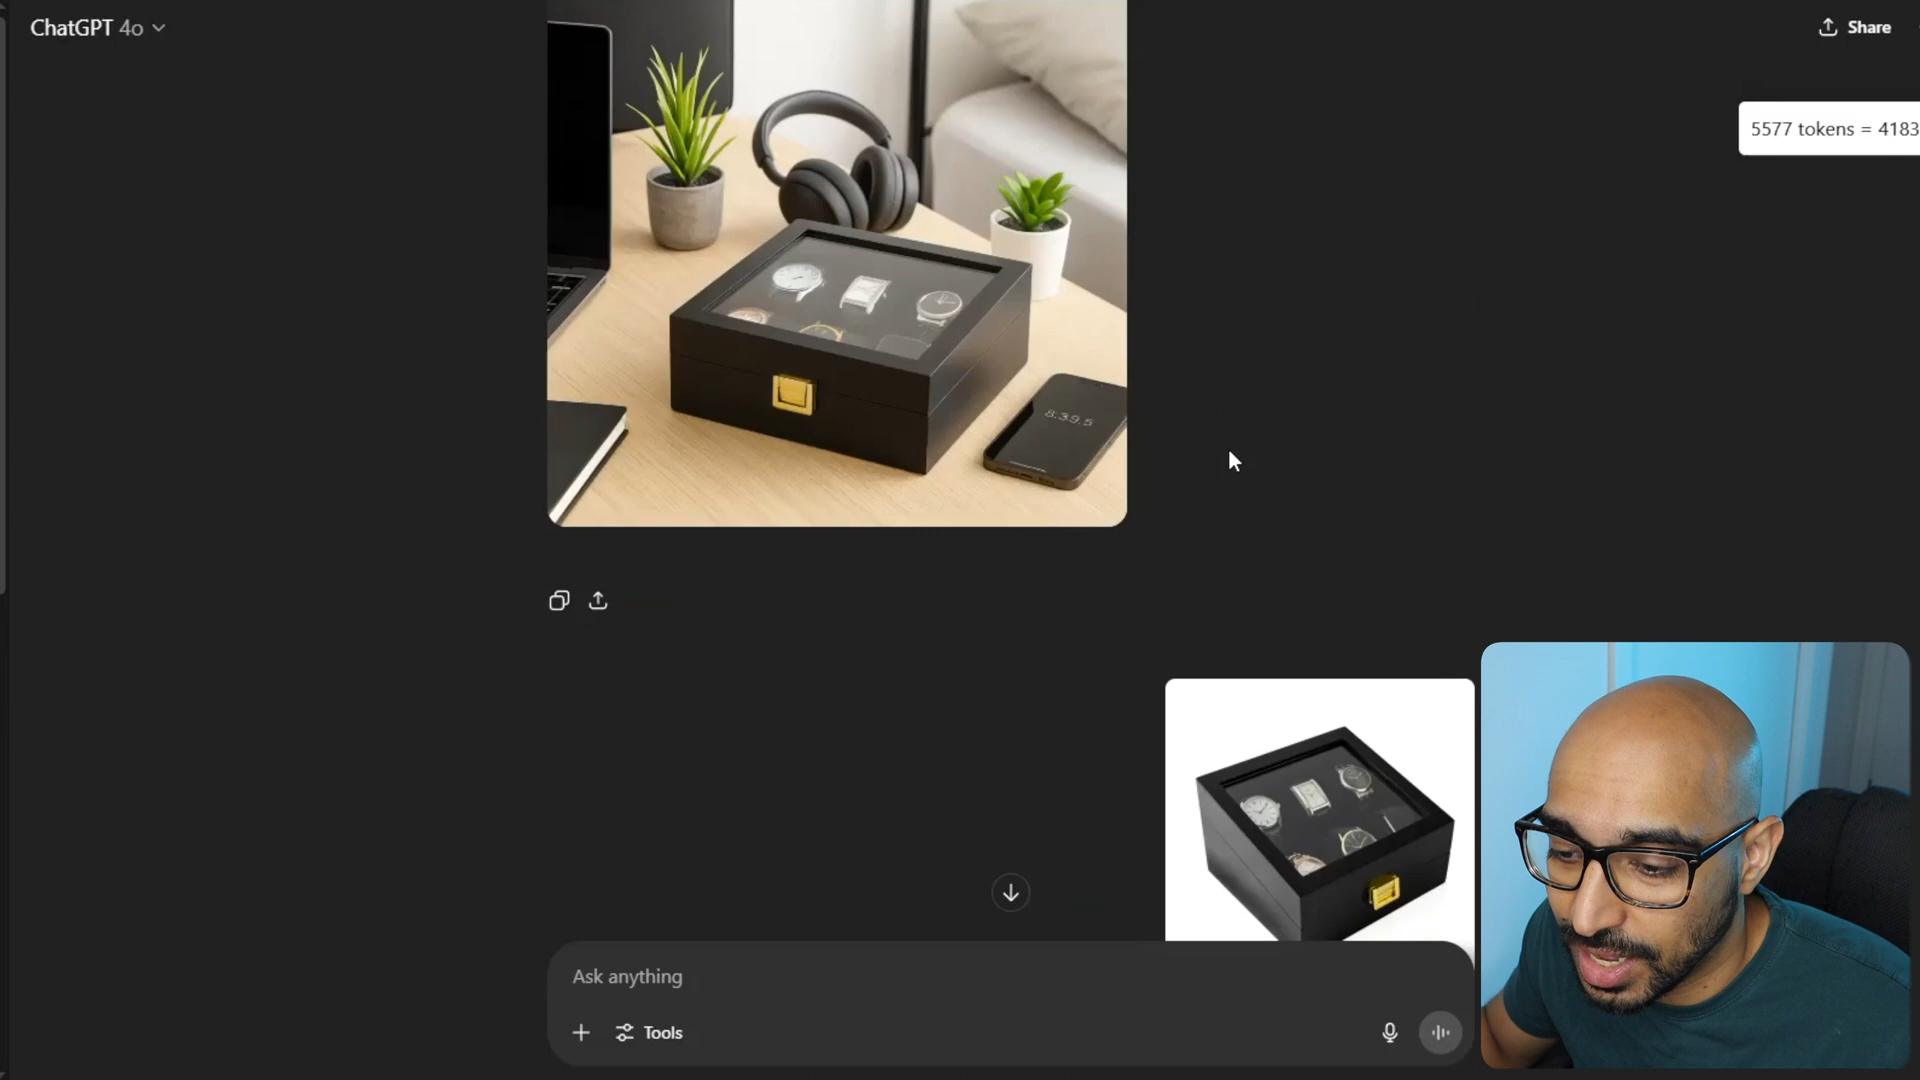 ChatGPT 4o
Share
5577 tokens = 4183
8:39.5
Ask anything
Tools